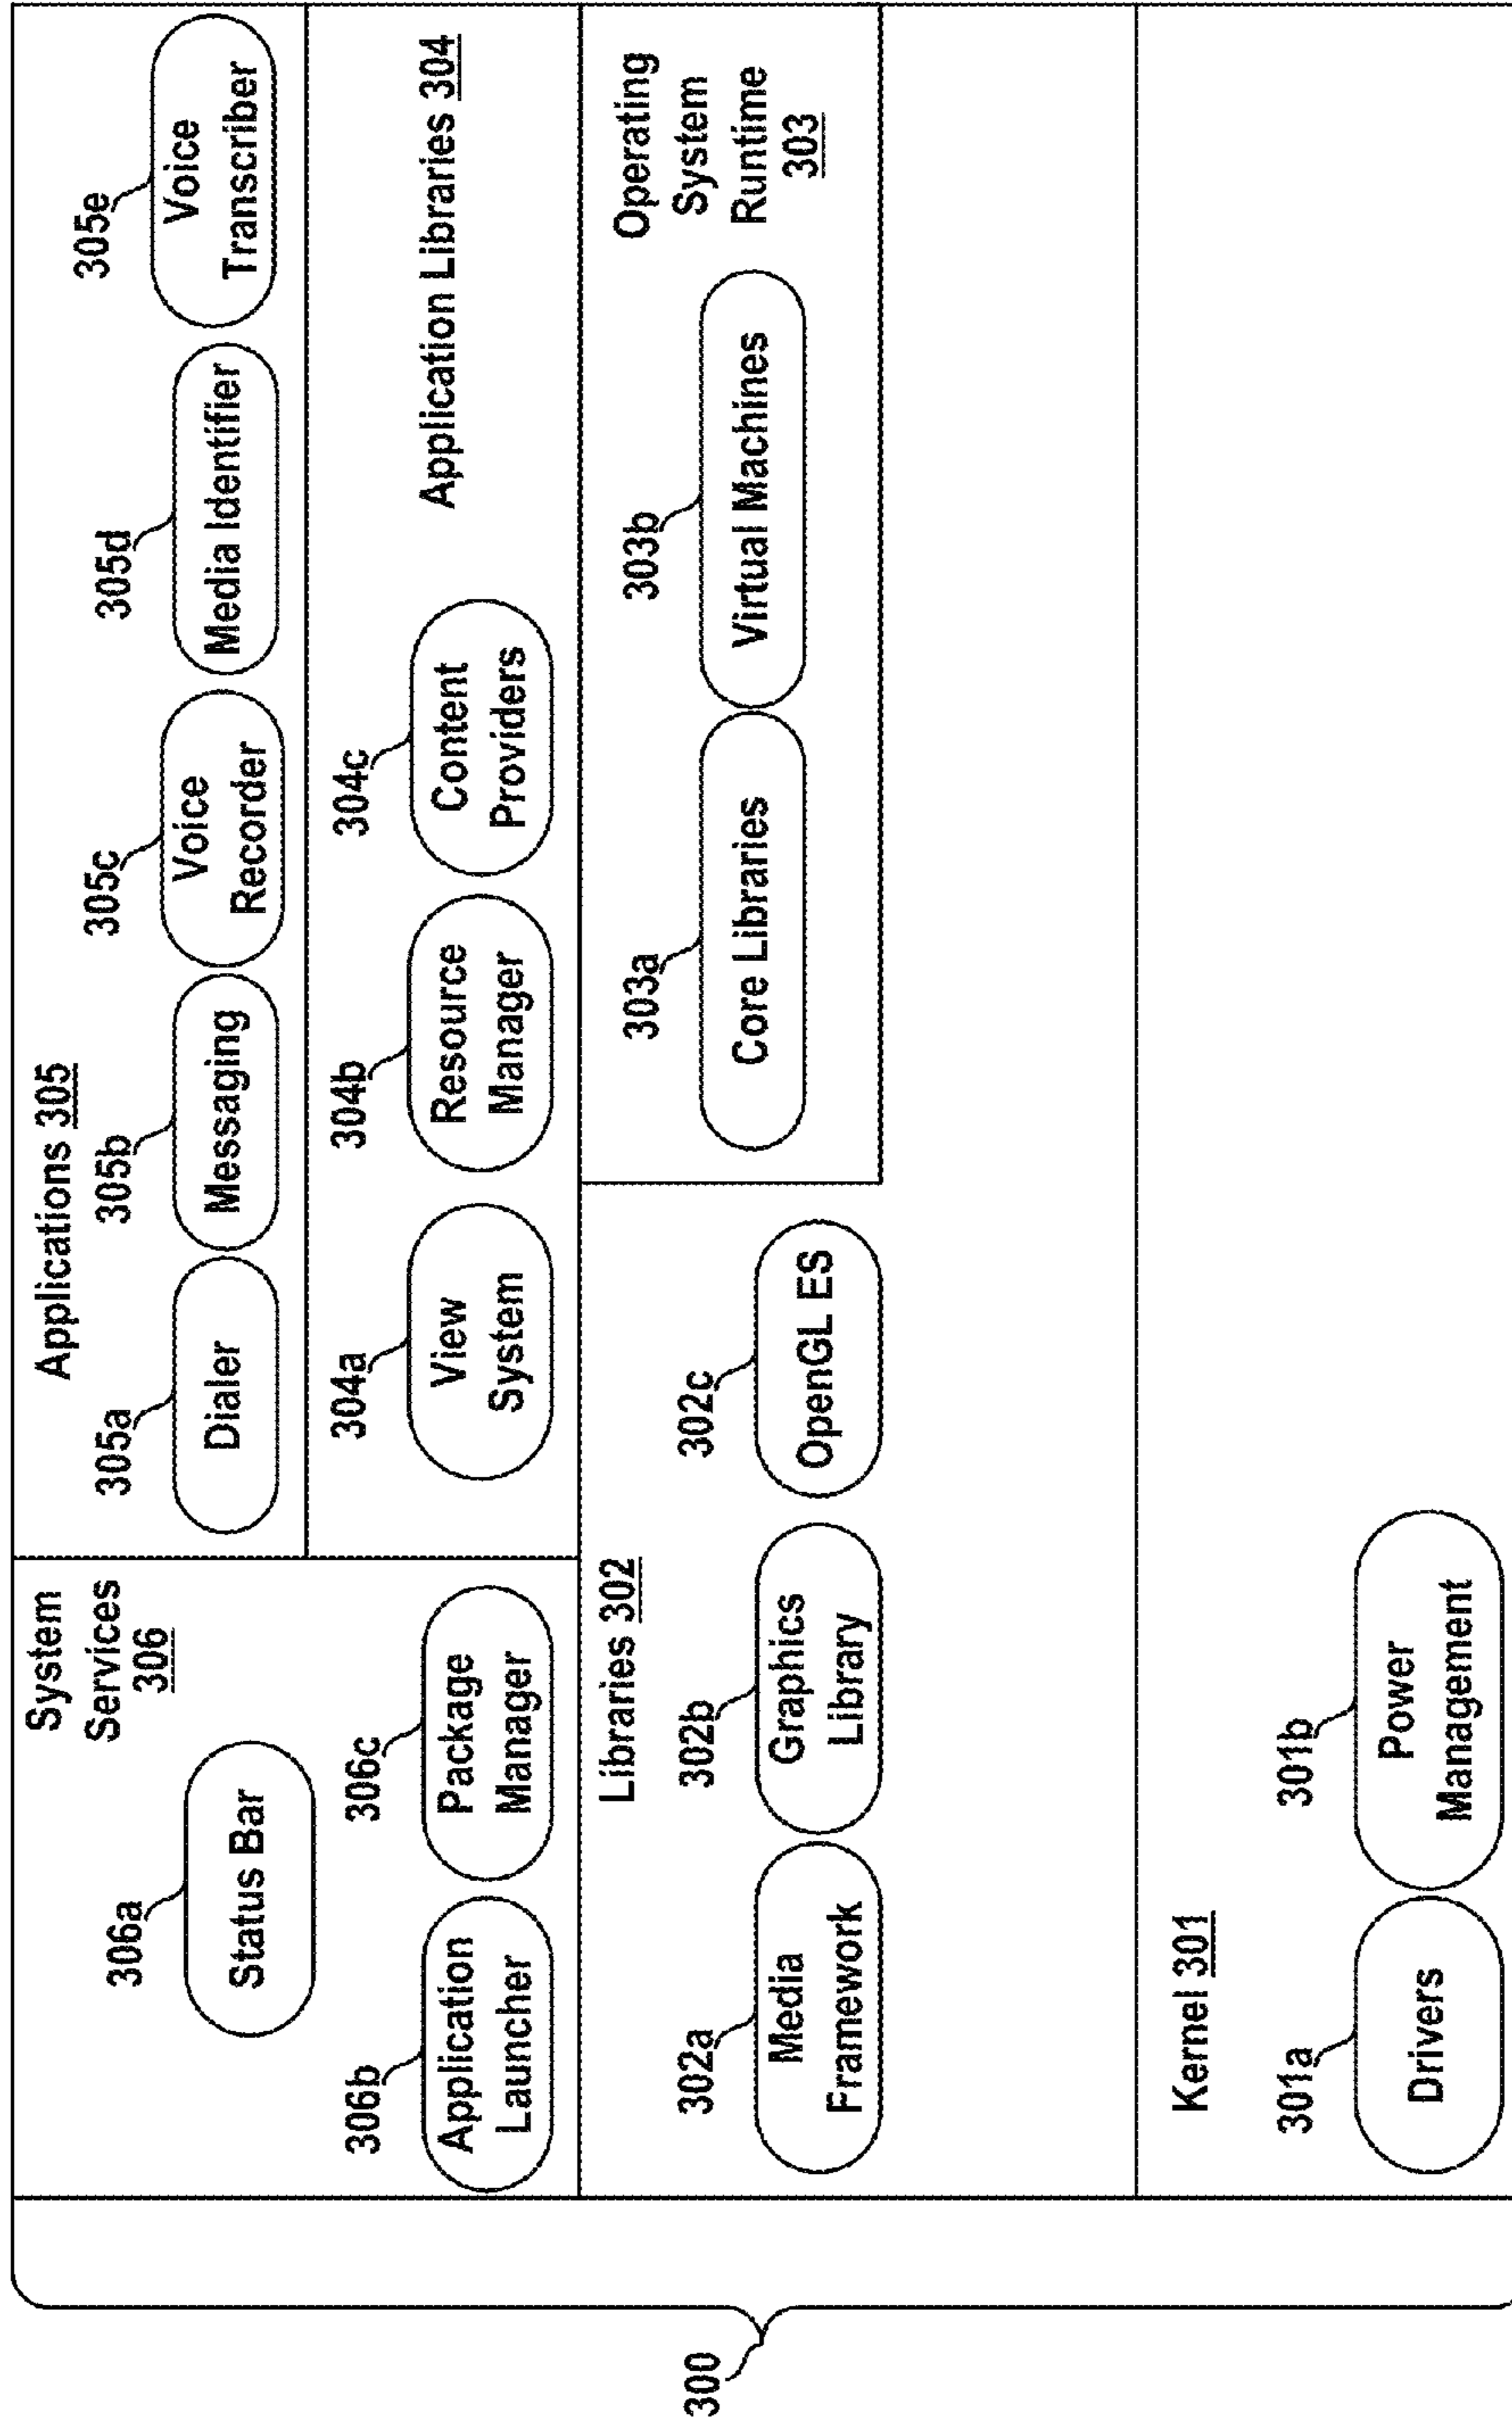 300
System
Services
306
306a
Status Bar
306b
Application
Launcher
306c
Package
Manager
Applications 305
305a
Dialer
305b
Messaging
305c
Voice
Recorder
305d
Media Identifier
305e
Voice
Transcriber
304a
View
System
304b
Resource
Manager
304c
Content
Providers
Application Libraries 304
Libraries 302
302a
Media
Framework
302b
Graphics
Library
302c
OpenGL ES
303a
Core Libraries
303b
Virtual Machines
Operating
System
Runtime
303
Kernel 301
301a
Drivers
301b
Power
Management